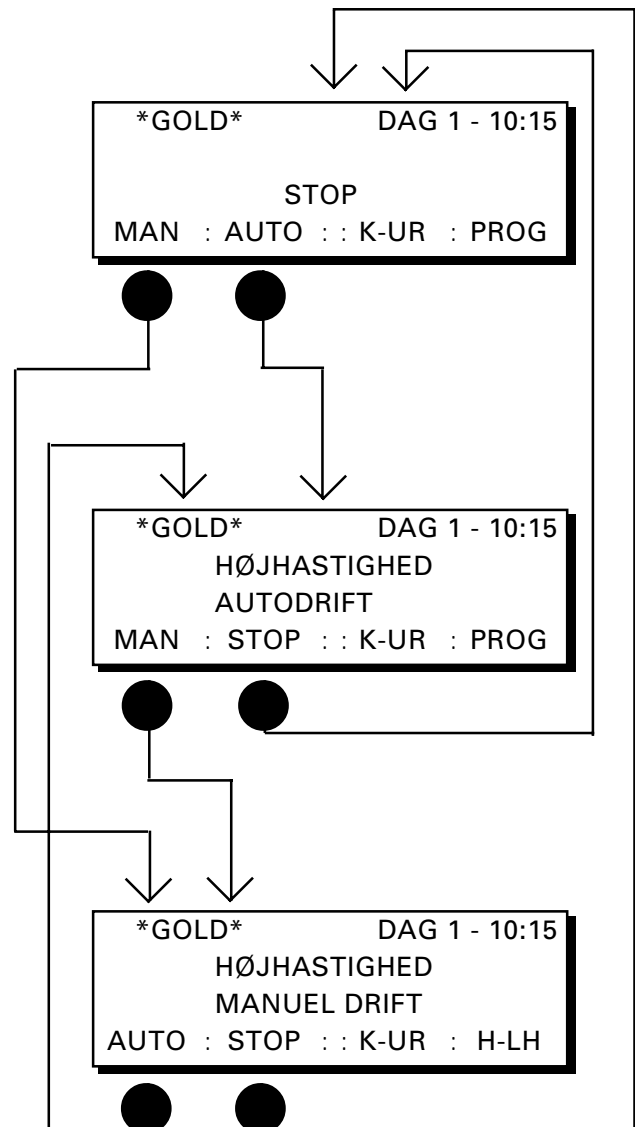 *GOLD* DAG 1 - 10:15
STOP
MAN : AUTO : : K-UR : PROG
*GOLD* DAG 1 - 10:15
HØJHASTIGHED
AUTODRIFT
MAN : STOP : : K-UR : PROG
*GOLD* DAG 1 - 10:15
HØJHASTIGHED
MANUEL DRIFT
AUTO : STOP : : K-UR : H-LH